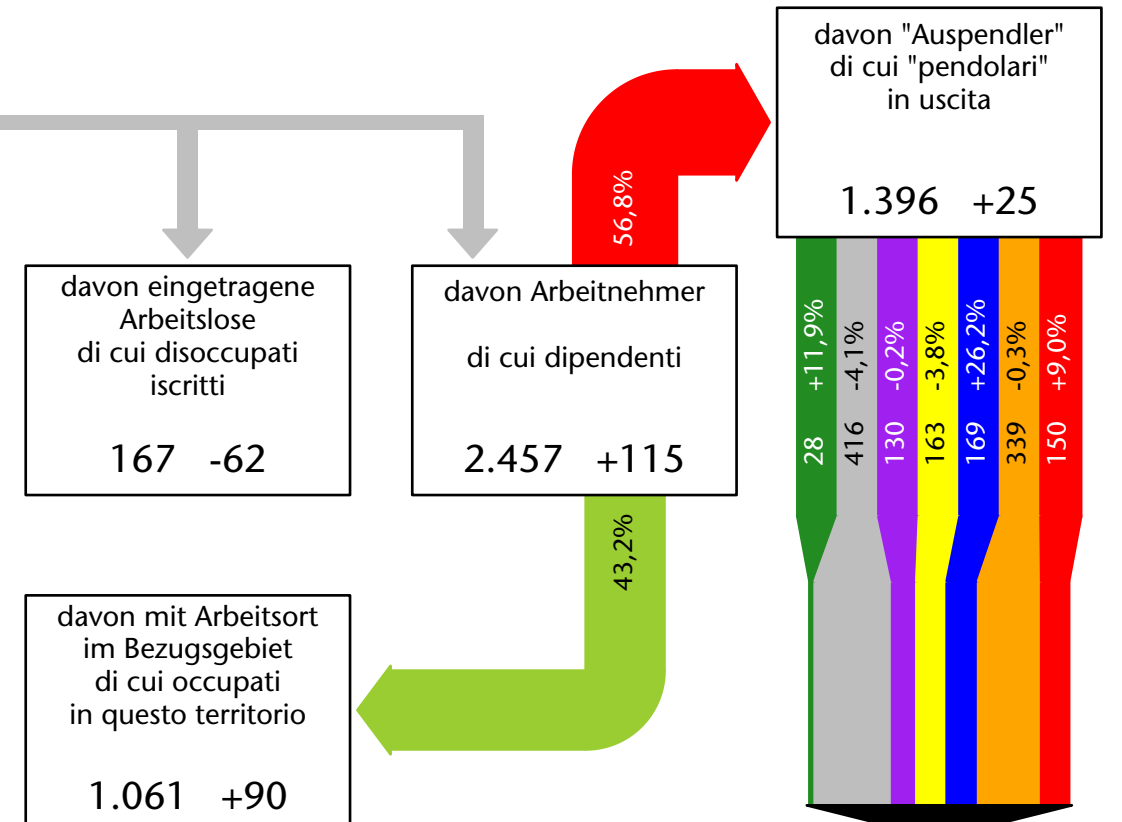 davon "Auspendler"
di cui "pendolari"
in uscita
1.396 +25
56,8%
davon eingetragene
Arbeitslose
di cui disoccupati
iscritti
167 -62
davon Arbeitnehmer
di cui dipendenti
2.457 +115
28 +11,9%
416 -4,1%
130 -0,2%
163 -3,8%
169 +26,2%
339 -0,3%
150 +9,0%
43,2%
davon mit Arbeitsort
im Bezugsgebiet
di cui occupati
in questo territorio
1.061 +90